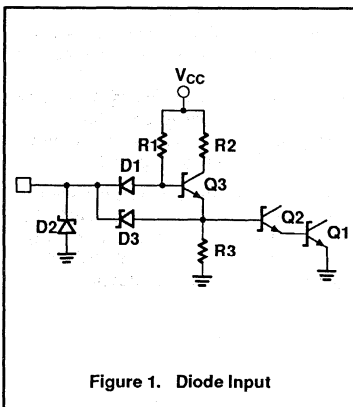 VCC
R1
R2
D1
Q3
D2
D3
Q2
Q1
R3
Figure 1. Diode Input